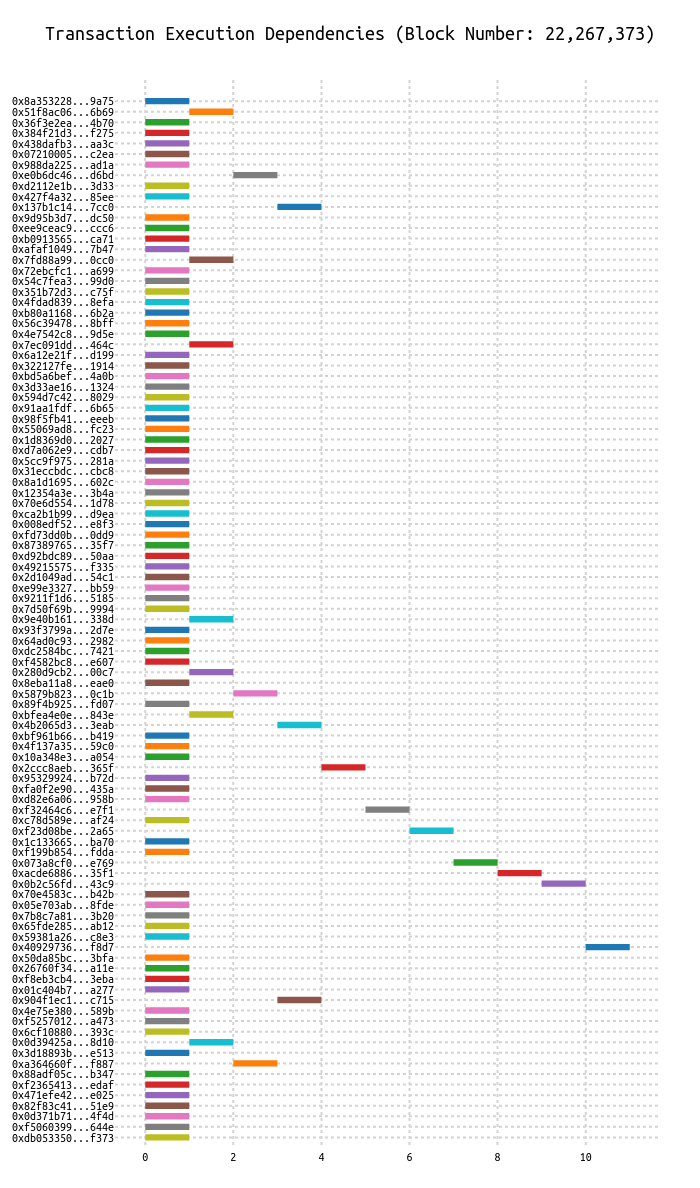 Transaction Execution Dependencies (Block Number: 22,267,373)
0x8a353228...9a75
0x51f8ac06...6b69
0x36f3e2ea...4b70
0x384f21d3...f275
0x438dafb3...aa3c
0x07210005...c2ea
0x988da225...ad1a
0xe0b6dc46...d6bd
0xd2112e1b...3d33
0x427f4a32...85ee
0x137b1c14...7cc0
0x9d95b3d7...dc50
0xee9ceac9...ccc6
0xb0913565...ca71
0xafaf1049...7b47
0x7fd88a99...0cc0
0x72ebcfc1...a699
0x54c7fea3...99d0
0x351b72d3...c75f
0x4fdad839...8efa
0xb80a1168...6b2a
0x56c39478...8bff
0x4e7542c8...9d5e
0x7ec091dd...464c
0x6a12e21f...d199
0x322127fe...1914
0xbd5a6bef...4a0b
0x3d33ae16...1324
0x594d7c42...8029
0x91aa1fdf...6b65
0x98f5fb41...eeeb
0x55069ad8...fc23
0x1d8369d0...2027
0xd7a062e9...cdb7
0x5cc9f975...281a
0x31eccbdc...cbc8
0x8a1d1695...602c
0x12354a3e...3b4a
0x70e6d554...1d78
0xca2b1b99...d9ea
0x008edf52...e8f3
0xfd73dd0b...0dd9
0x87389765...35f7
0xd92bdc89...50aa
0x49215575...f335
0x2d1049ad...54c1
0xe99e3327...bb59
0x9211f1d6...5185
0x7d50f69b...9994
0x9e40b161...338d
0x93f3799a...2d7e
0x64ad0c93...2982
0xdc2584bc...7421
0xf4582bc8...e607
0x280d9cb2...00c7
0x8eba11a8...eae0
0x5879b823...0c1b
0x89f4b925...fd07
0xbfea4e0e...843e
0x4b2065d3...3eab
0xbf961b66...b419
0x4f137a35...59c0
0x10a348e3...a054
0x2ccc8aeb...365f
0x95329924...b72d
0xfa0f2e90...435a
0xd82e6a06...958b
0xf32464c6...e7f1
0xc78d589e...af24
0xf23d08be...2a65
0x1c133665...ba70
0xf199b854...fdda
0x073a8cf0...e769
0xacde6886...35f1
0x0b2c56fd...43c9
0x70e4583c...b42b
0x05e703ab...8fde
0x7b8c7a81...3b20
0x65fde285...ab12
0x59381a26...c8e3
0x40929736...f8d7
0x50da85bc...3bfa
0x26760f34...a11e
0xf8eb3cb4...3eba
0x01c404b7...a277
0x904f1ec1...c715
0x4e75e380...589b
0xf5257012...a473
0x6cf10880...393c
0x0d39425a...8d10
0x3d18893b...e513
0xa364660f...f887
0x88adf05c...b347
0xf2365413...edaf
0x471efe42...e025
0x82f83c41...51e9
0x0d371b71...4f4d
0xf5060399...644e
0xdb053350...f373
0 2 4 6 8 10